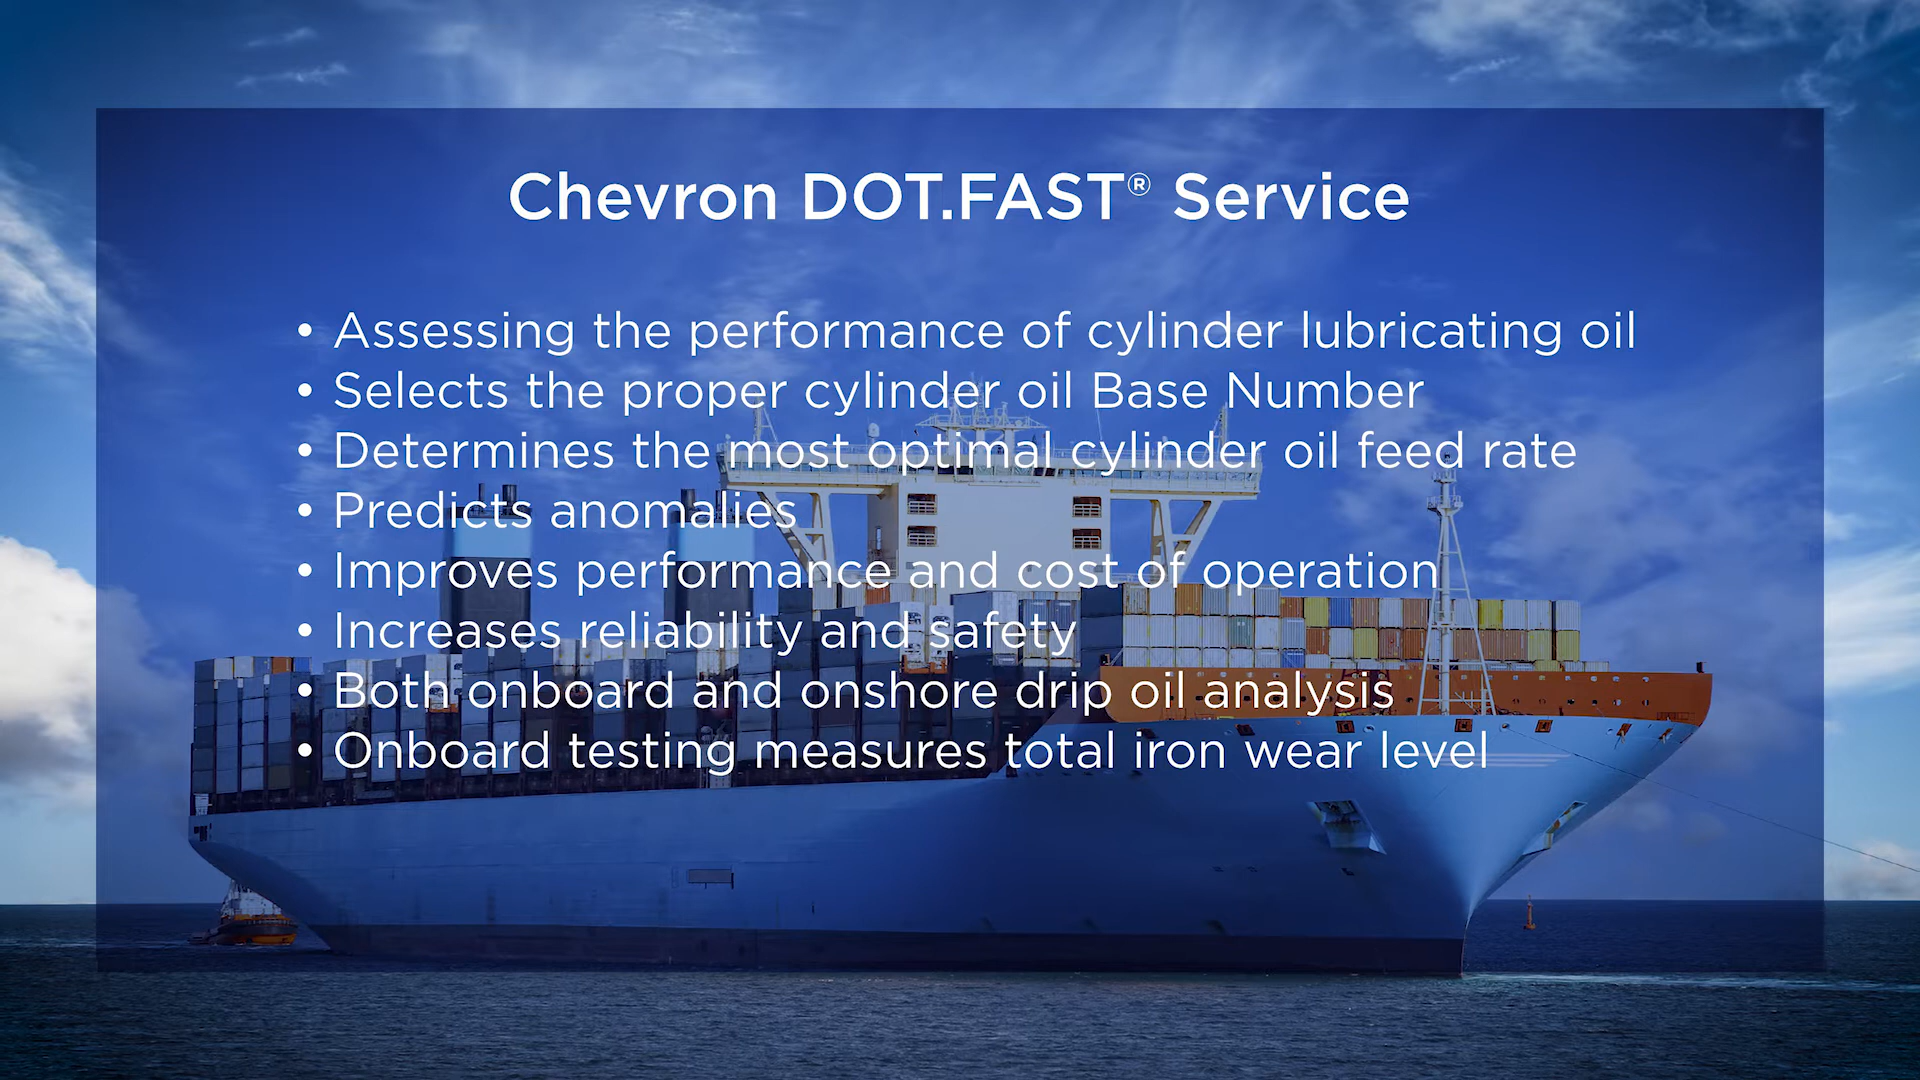 Chevron DOT.FAST® Service
• Assessing the performance of cylinder lubricating oil
• Selects the proper cylinder oil Base Number
• Determines the most optimal cylinder oil feed rate
• Predicts anomalies
• Improves performance and cost of operation
• Increases reliability and safety
• Both onboard and onshore drip oil analysis
• Onboard testing measures total iron wear level